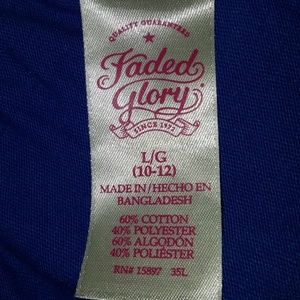 QUALITY GUARANTEED
Faded
Glory
SINCE 1972
L/G
(10-12)
MADE IN/HECHO EN
BANGLADESH
60% COTTON
40% POLYESTER
60% ALGODÓN
40% POLIÉSTER
RN# 15897 35L